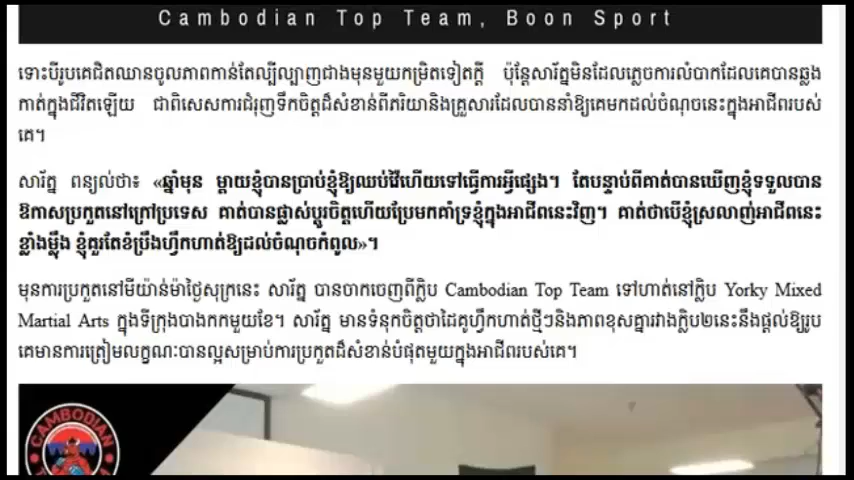 Cambodian Top Team, Boon Sport
ទោះបីរូបគេជិតឈានចូលភាពកាន់តែល្បីល្បាញជាងមុនមួយកម្រិតទៀតក្តី ប៉ុន្តែសារ័ត្នមិនដែលភ្លេចការលំបាកដែលគេបានឆ្លង
កាត់ក្នុងជីវិតឡើយ ជាពិសេសការជំរុញទឹកចិត្តដ៏សំខាន់ពីភរិយានិងគ្រួសារដែលបាននាំឱ្យគេមកដល់ចំណុចនេះក្នុងអាជីពរបស់
គេ។
សារ័ត្ន ពន្យល់ថា៖ «ឆ្នាំមុន ម្តាយខ្ញុំបានប្រាប់ខ្ញុំឱ្យឈប់វ៉ៃហើយទៅធ្វើការអ្វីផ្សេង។ តែបន្ទាប់ពីគាត់បានឃើញខ្ញុំទទួលបាន
ឱកាសប្រកួតនៅក្រៅប្រទេស គាត់បានផ្លាស់ប្តូរចិត្តហើយប្រែមកគាំទ្រខ្ញុំក្នុងអាជីពនេះវិញ។ គាត់ថាបើខ្ញុំស្រលាញ់អាជីពនេះ
ខ្លាំងម្ល៉ឹង ខ្ញុំគួរតែខំប្រឹងហ្វឹកហាត់ឱ្យដល់ចំណុចកំពូល»។
មុនការប្រកួតនៅមីយ៉ាន់ម៉ាថ្ងៃសុក្រនេះ សារ័ត្ន បានចាកចេញពីក្លិប Cambodian Top Team ទៅហាត់នៅក្លិប Yorky Mixed
Martial Arts ក្នុងទីក្រុងបាងកកមួយខែ។ សារ័ត្ន មានទំនុកចិត្តថាដៃគូហ្វឹកហាត់ថ្មីៗនិងភាពខុសគ្នារវាងក្លិប២នេះនឹងផ្តល់ឱ្យរូប
គេមានការត្រៀមលក្ខណៈបានល្អសម្រាប់ការប្រកួតដ៏សំខាន់បំផុតមួយក្នុងអាជីពរបស់គេ។
CAMBODIAN